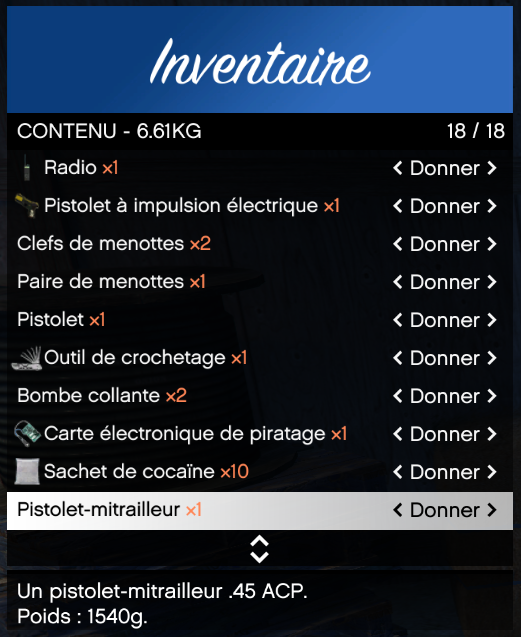 Inventaire
CONTENU - 6.61KG 18 / 18
Radio x1 < Donner >
Pistolet à impulsion électrique x1 < Donner >
Clefs de menottes x2 < Donner >
Paire de menottes x1 < Donner >
Pistolet x1 < Donner >
Outil de crochetage x1 < Donner >
Bombe collante x2 < Donner >
Carte électronique de piratage x1 < Donner >
Sachet de cocaïne x10 < Donner >
Pistolet-mitrailleur x1 < Donner >
Un pistolet-mitrailleur .45 ACP.
Poids : 1540g.